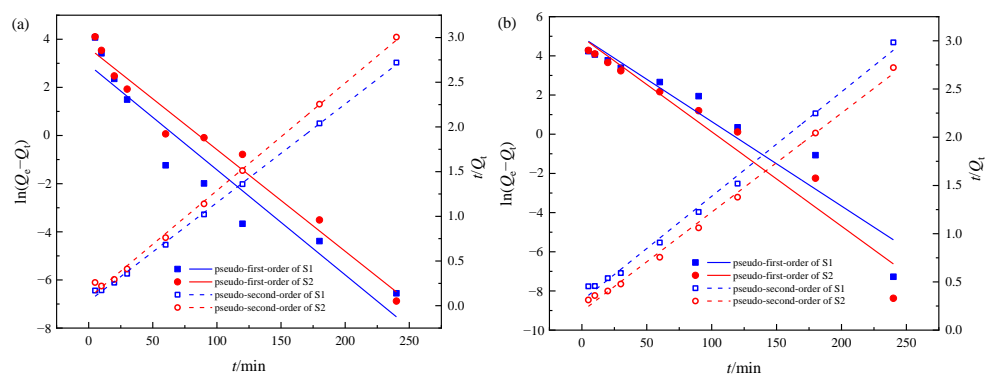 (a)
4
2
0
−2
−4
−6
−8
ln(Qe−Qt)
3.0
2.5
2.0
1.5
1.0
0.5
0.0
t/Qt
pseudo-first-order of S1
pseudo-first-order of S2
pseudo-second-order of S1
pseudo-second-order of S2
0 50 100 150 200 250
t/min
(b)
6
4
2
0
−2
−4
−6
−8
−10
ln(Qe−Qt)
3.0
2.5
2.0
1.5
1.0
0.5
0.0
t/Qt
pseudo-first-order of S1
pseudo-first-order of S2
pseudo-second-order of S1
pseudo-second-order of S2
0 50 100 150 200 250
t/min